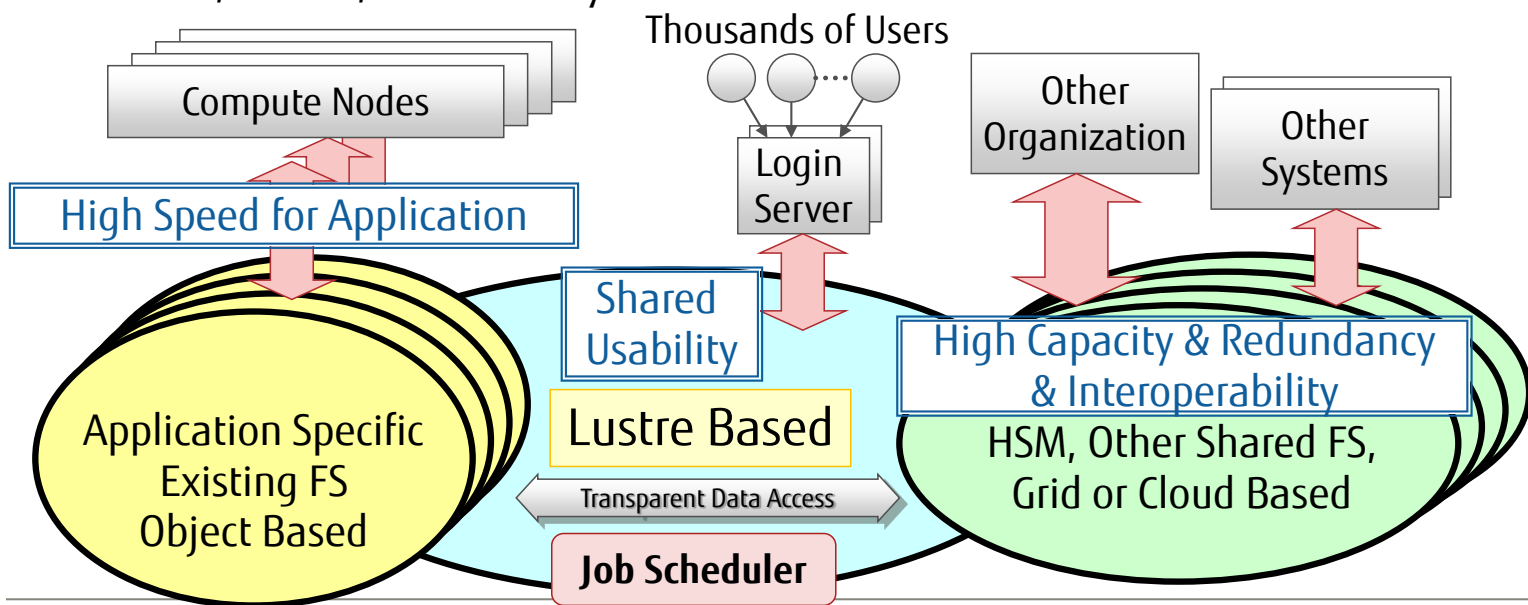 Thousands of Users
Compute Nodes
Other
Organization
Other
Systems
Login
Server
High Speed for Application
Shared
Usability
High Capacity & Redundancy
& Interoperability
Lustre Based
Application Specific
Existing FS
Object Based
HSM, Other Shared FS,
Grid or Cloud Based
Transparent Data Access
Job Scheduler